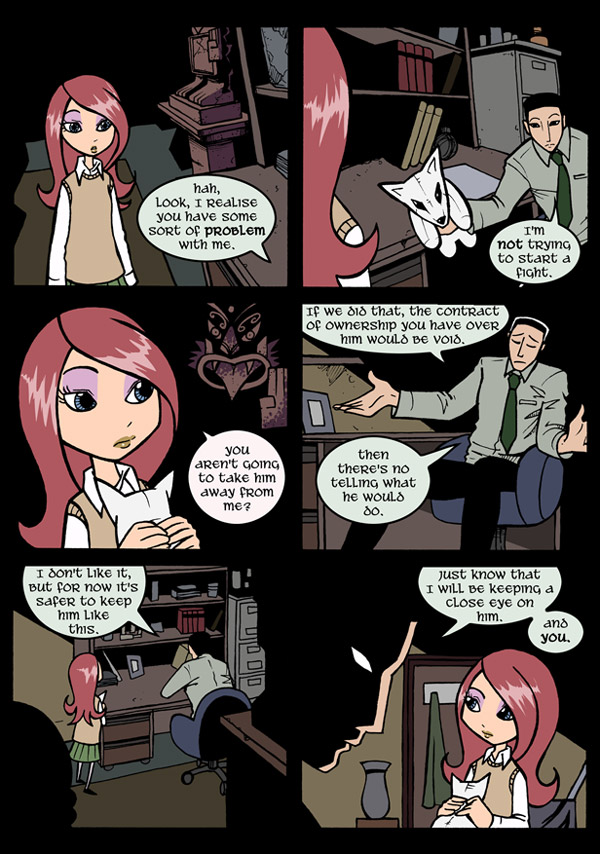 hah,
Look, I realise
you have some
sort of problem
with me.
I'm
not trying
to start a
fight.
you
aren't going
to take him
away from
me?
If we did that, the contract
of ownership you have over
him would be void.
then
there's no
telling what
he would
do.
I don't like it,
but for now it's
safer to keep
him like
this.
just know that
I will be keeping a
close eye on
him.
and
you.